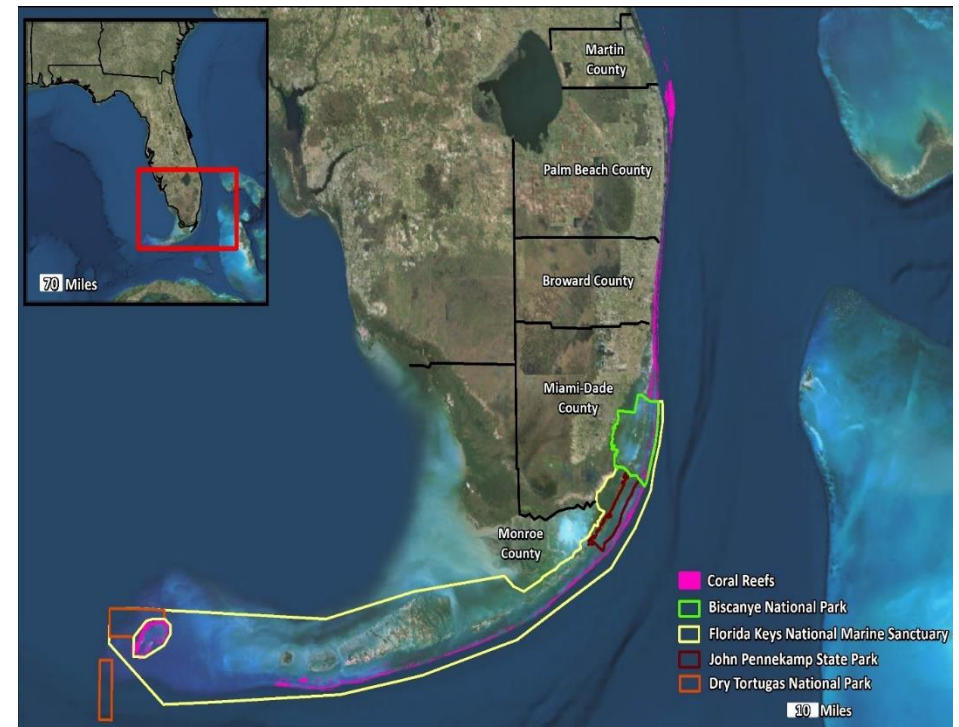 70 Miles
Martin
County
Palm Beach County
Broward County
Miami-Dade
County
Monroe
County
Coral Reefs
Biscanye National Park
Florida Keys National Marine Sanctuary
John Pennekamp State Park
Dry Tortugas National Park
10 Miles